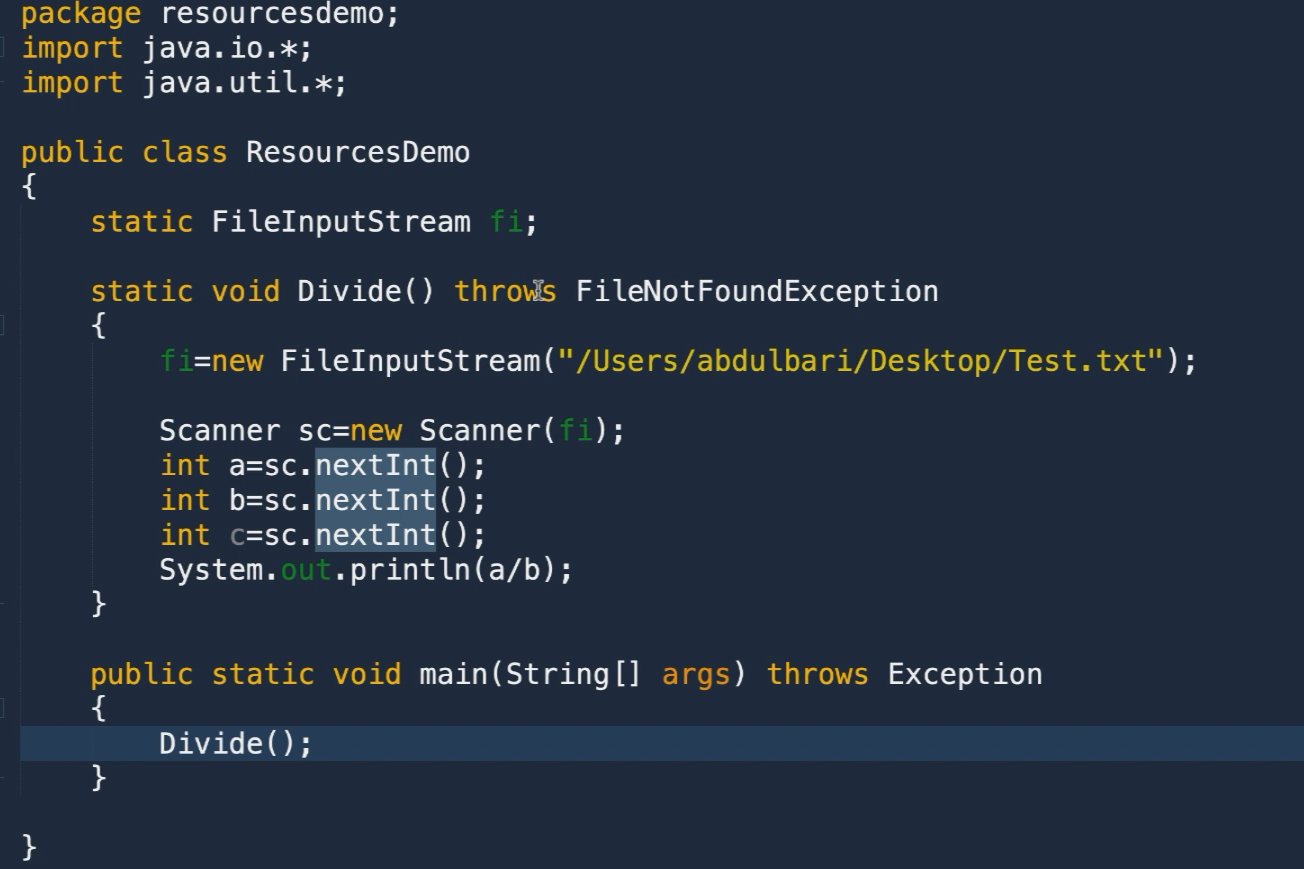 package resourcesdemo;
import java.io.*;
import java.util.*;
public class ResourcesDemo
{
static FileInputStream fi;
static void Divide() throws FileNotFoundException
{
fi=new FileInputStream("/Users/abdulbari/Desktop/Test.txt");
Scanner sc=new Scanner(fi);
int a=sc.nextInt();
int b=sc.nextInt();
int c=sc.nextInt();
System.out.println(a/b);
}
public static void main(String[] args) throws Exception
{
Divide();
}
}